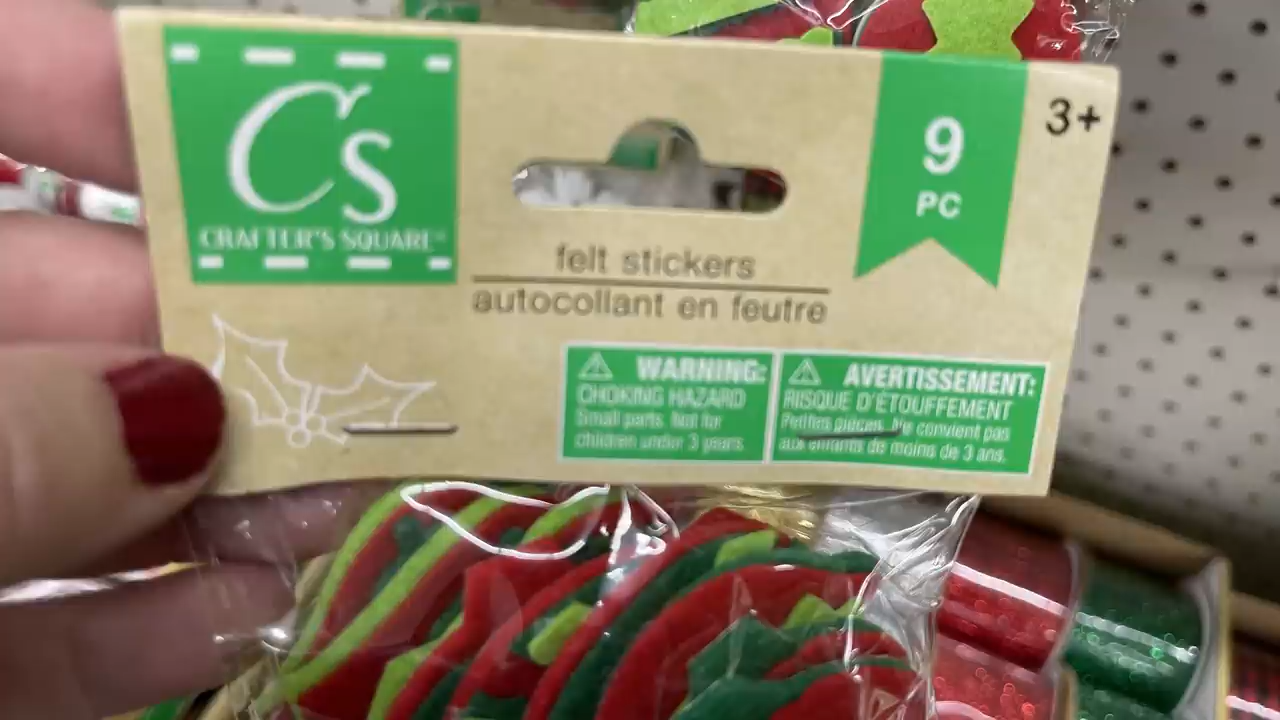 Cs
CRAFTER'S SQUARE™
felt stickers
autocollant en feutre
9
PC
3+
WARNING:
CHOKING HAZARD
Small parts. Not for
children under 3 years.
AVERTISSEMENT:
RISQUE D'ÉTOUFFEMENT
Petites pièces. Ne convient pas
aux enfants de moins de 3 ans.